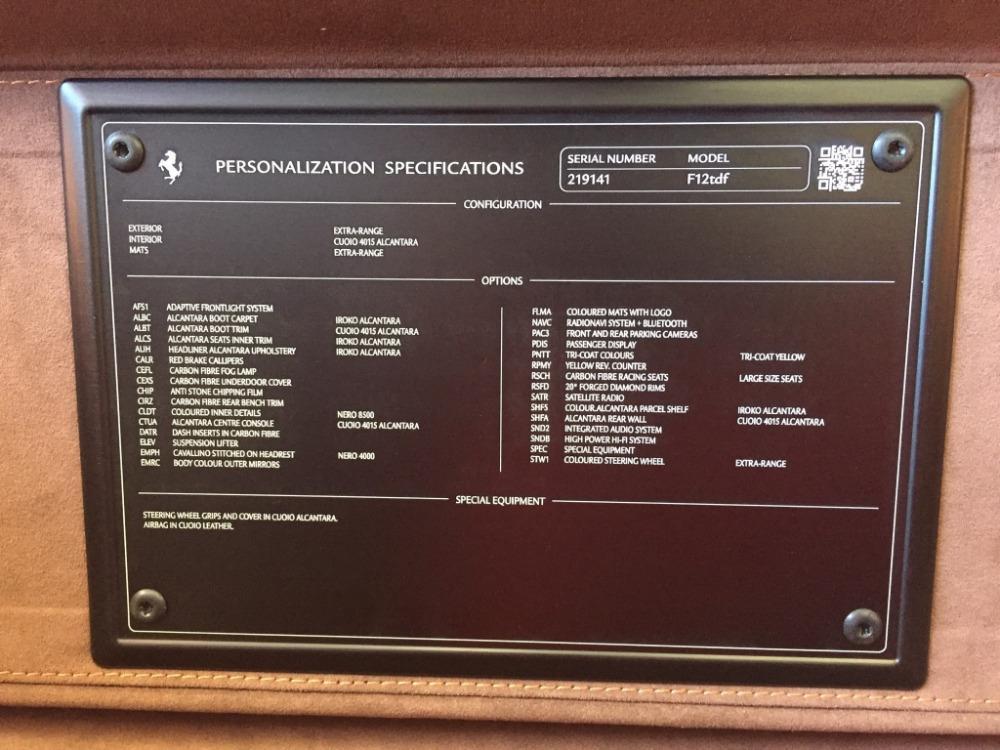 PERSONALIZATION SPECIFICATIONS
SERIAL NUMBER MODEL
219141 F12tdf
CONFIGURATION
EXTERIOR EXTRA-RANGE
INTERIOR CUOIO 4015 ALCANTARA
MATS EXTRA-RANGE
OPTIONS
AFS1 ADAPTIVE FRONTLIGHT SYSTEM
ALBC ALCANTARA BOOT CARPET IROKO ALCANTARA
ALBT ALCANTARA BOOT TRIM CUOIO 4015 ALCANTARA
ALCS ALCANTARA SEATS INNER TRIM IROKO ALCANTARA
AUH HEADLINER ALCANTARA UPHOLSTERY IROKO ALCANTARA
CALR RED BRAKE CALLIPERS
CEFL CARBON FIBRE FOG LAMP
CEXS CARBON FIBRE UNDERDOOR COVER
CHIP ANTI STONE CHIPPING FILM
CIRZ CARBON FIBRE REAR BENCH TRIM
CLDT COLOURED INNER DETAILS NERO 8500
CTUA ALCANTARA CENTRE CONSOLE CUOIO 4015 ALCANTARA
DATR DASH INSERTS IN CARBON FIBRE
ELEV SUSPENSION LIFTER
EMPH CAVALLINO STITCHED ON HEADREST NERO 4000
EMRC BODY COLOUR OUTER MIRRORS
FLMA COLOURED MATS WITH LOGO
NAVC RADIONAVI SYSTEM + BLUETOOTH
PAC3 FRONT AND REAR PARKING CAMERAS
PDIS PASSENGER DISPLAY
PNTT TRI-COAT COLOURS TRI-COAT YELLOW
RPMY YELLOW REV. COUNTER
RSCH CARBON FIBRE RACING SEATS LARGE SIZE SEATS
RSFD 20" FORGED DIAMOND RIMS
SATR SATELLITE RADIO
SHFS COLOUR.ALCANTARA PARCEL SHELF IROKO ALCANTARA
SHFA ALCANTARA REAR WALL CUOIO 4015 ALCANTARA
SND2 INTEGRATED AUDIO SYSTEM
SNDB HIGH POWER HI-FI SYSTEM
SPEC SPECIAL EQUIPMENT
STW1 COLOURED STEERING WHEEL EXTRA-RANGE
SPECIAL EQUIPMENT
STEERING WHEEL GRIPS AND COVER IN CUOIO ALCANTARA.
AIRBAG IN CUOIO LEATHER.